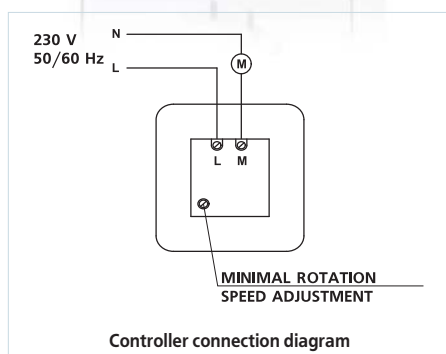 230 V N
50/60 Hz L
M
L M
MINIMAL ROTATION
SPEED ADJUSTMENT
Controller connection diagram